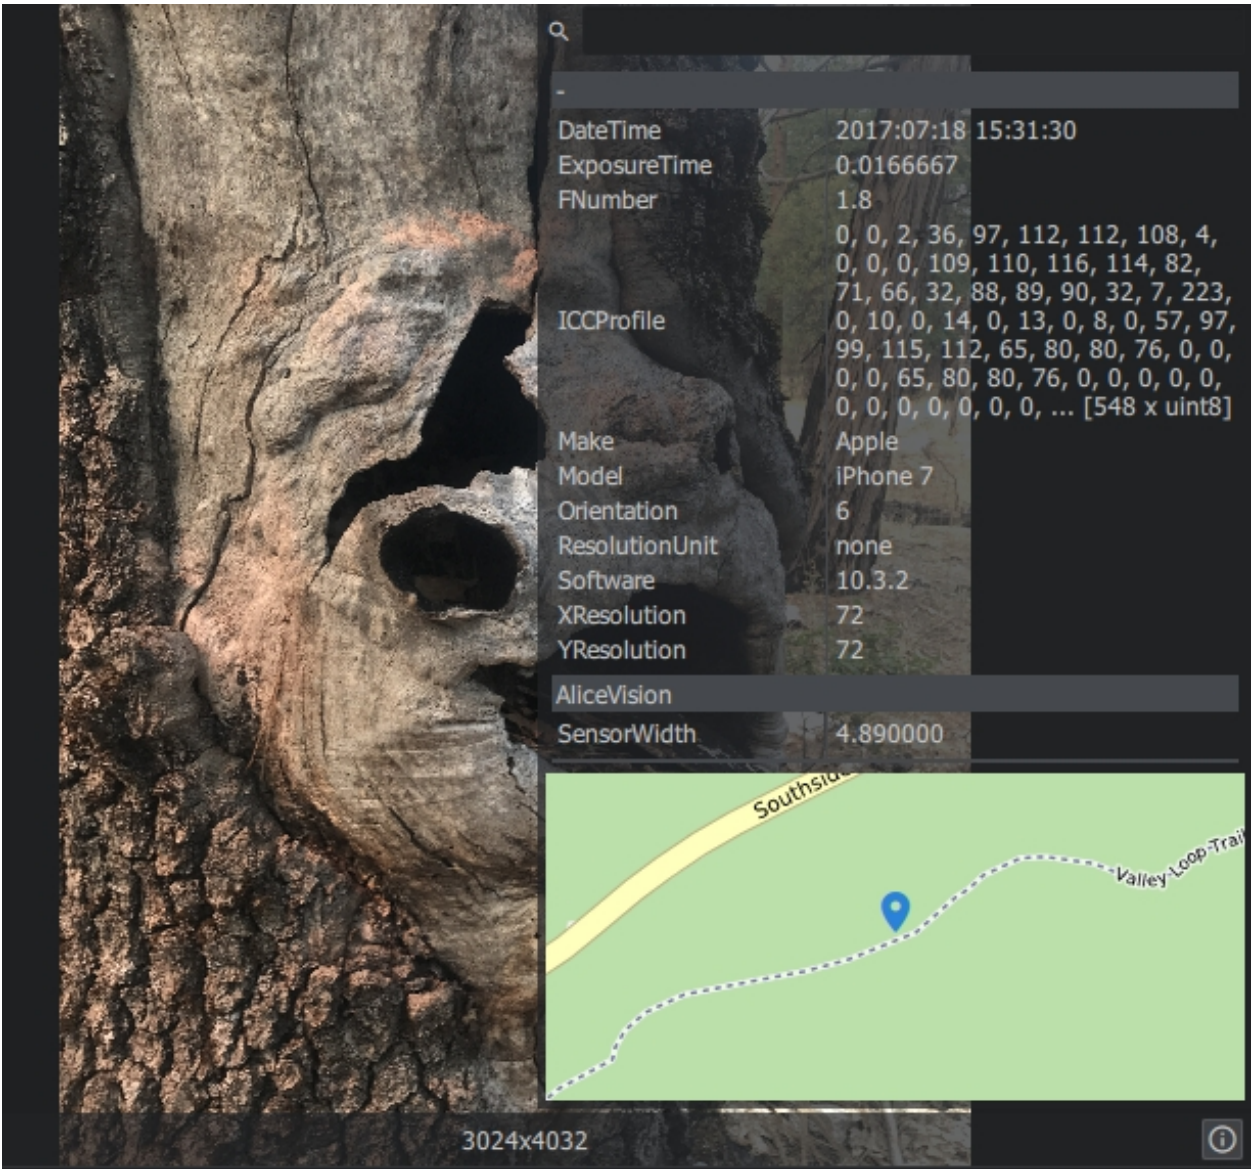 -
DateTime 2017:07:18 15:31:30
ExposureTime 0.0166667
FNumber 1.8
ICCProfile 0, 0, 2, 36, 97, 112, 112, 108, 4,
0, 0, 0, 109, 110, 116, 114, 82,
71, 66, 32, 88, 89, 90, 32, 7, 223,
0, 10, 0, 14, 0, 13, 0, 8, 0, 57, 97,
99, 115, 112, 65, 80, 80, 76, 0, 0,
0, 0, 65, 80, 80, 76, 0, 0, 0, 0, 0,
0, 0, 0, 0, 0, 0, 0, ... [548 x uint8]
Make Apple
Model iPhone 7
Orientation 6
ResolutionUnit none
Software 10.3.2
XResolution 72
YResolution 72
AliceVision
SensorWidth 4.890000
Southside
Valley-Loop-Trail
3024x4032